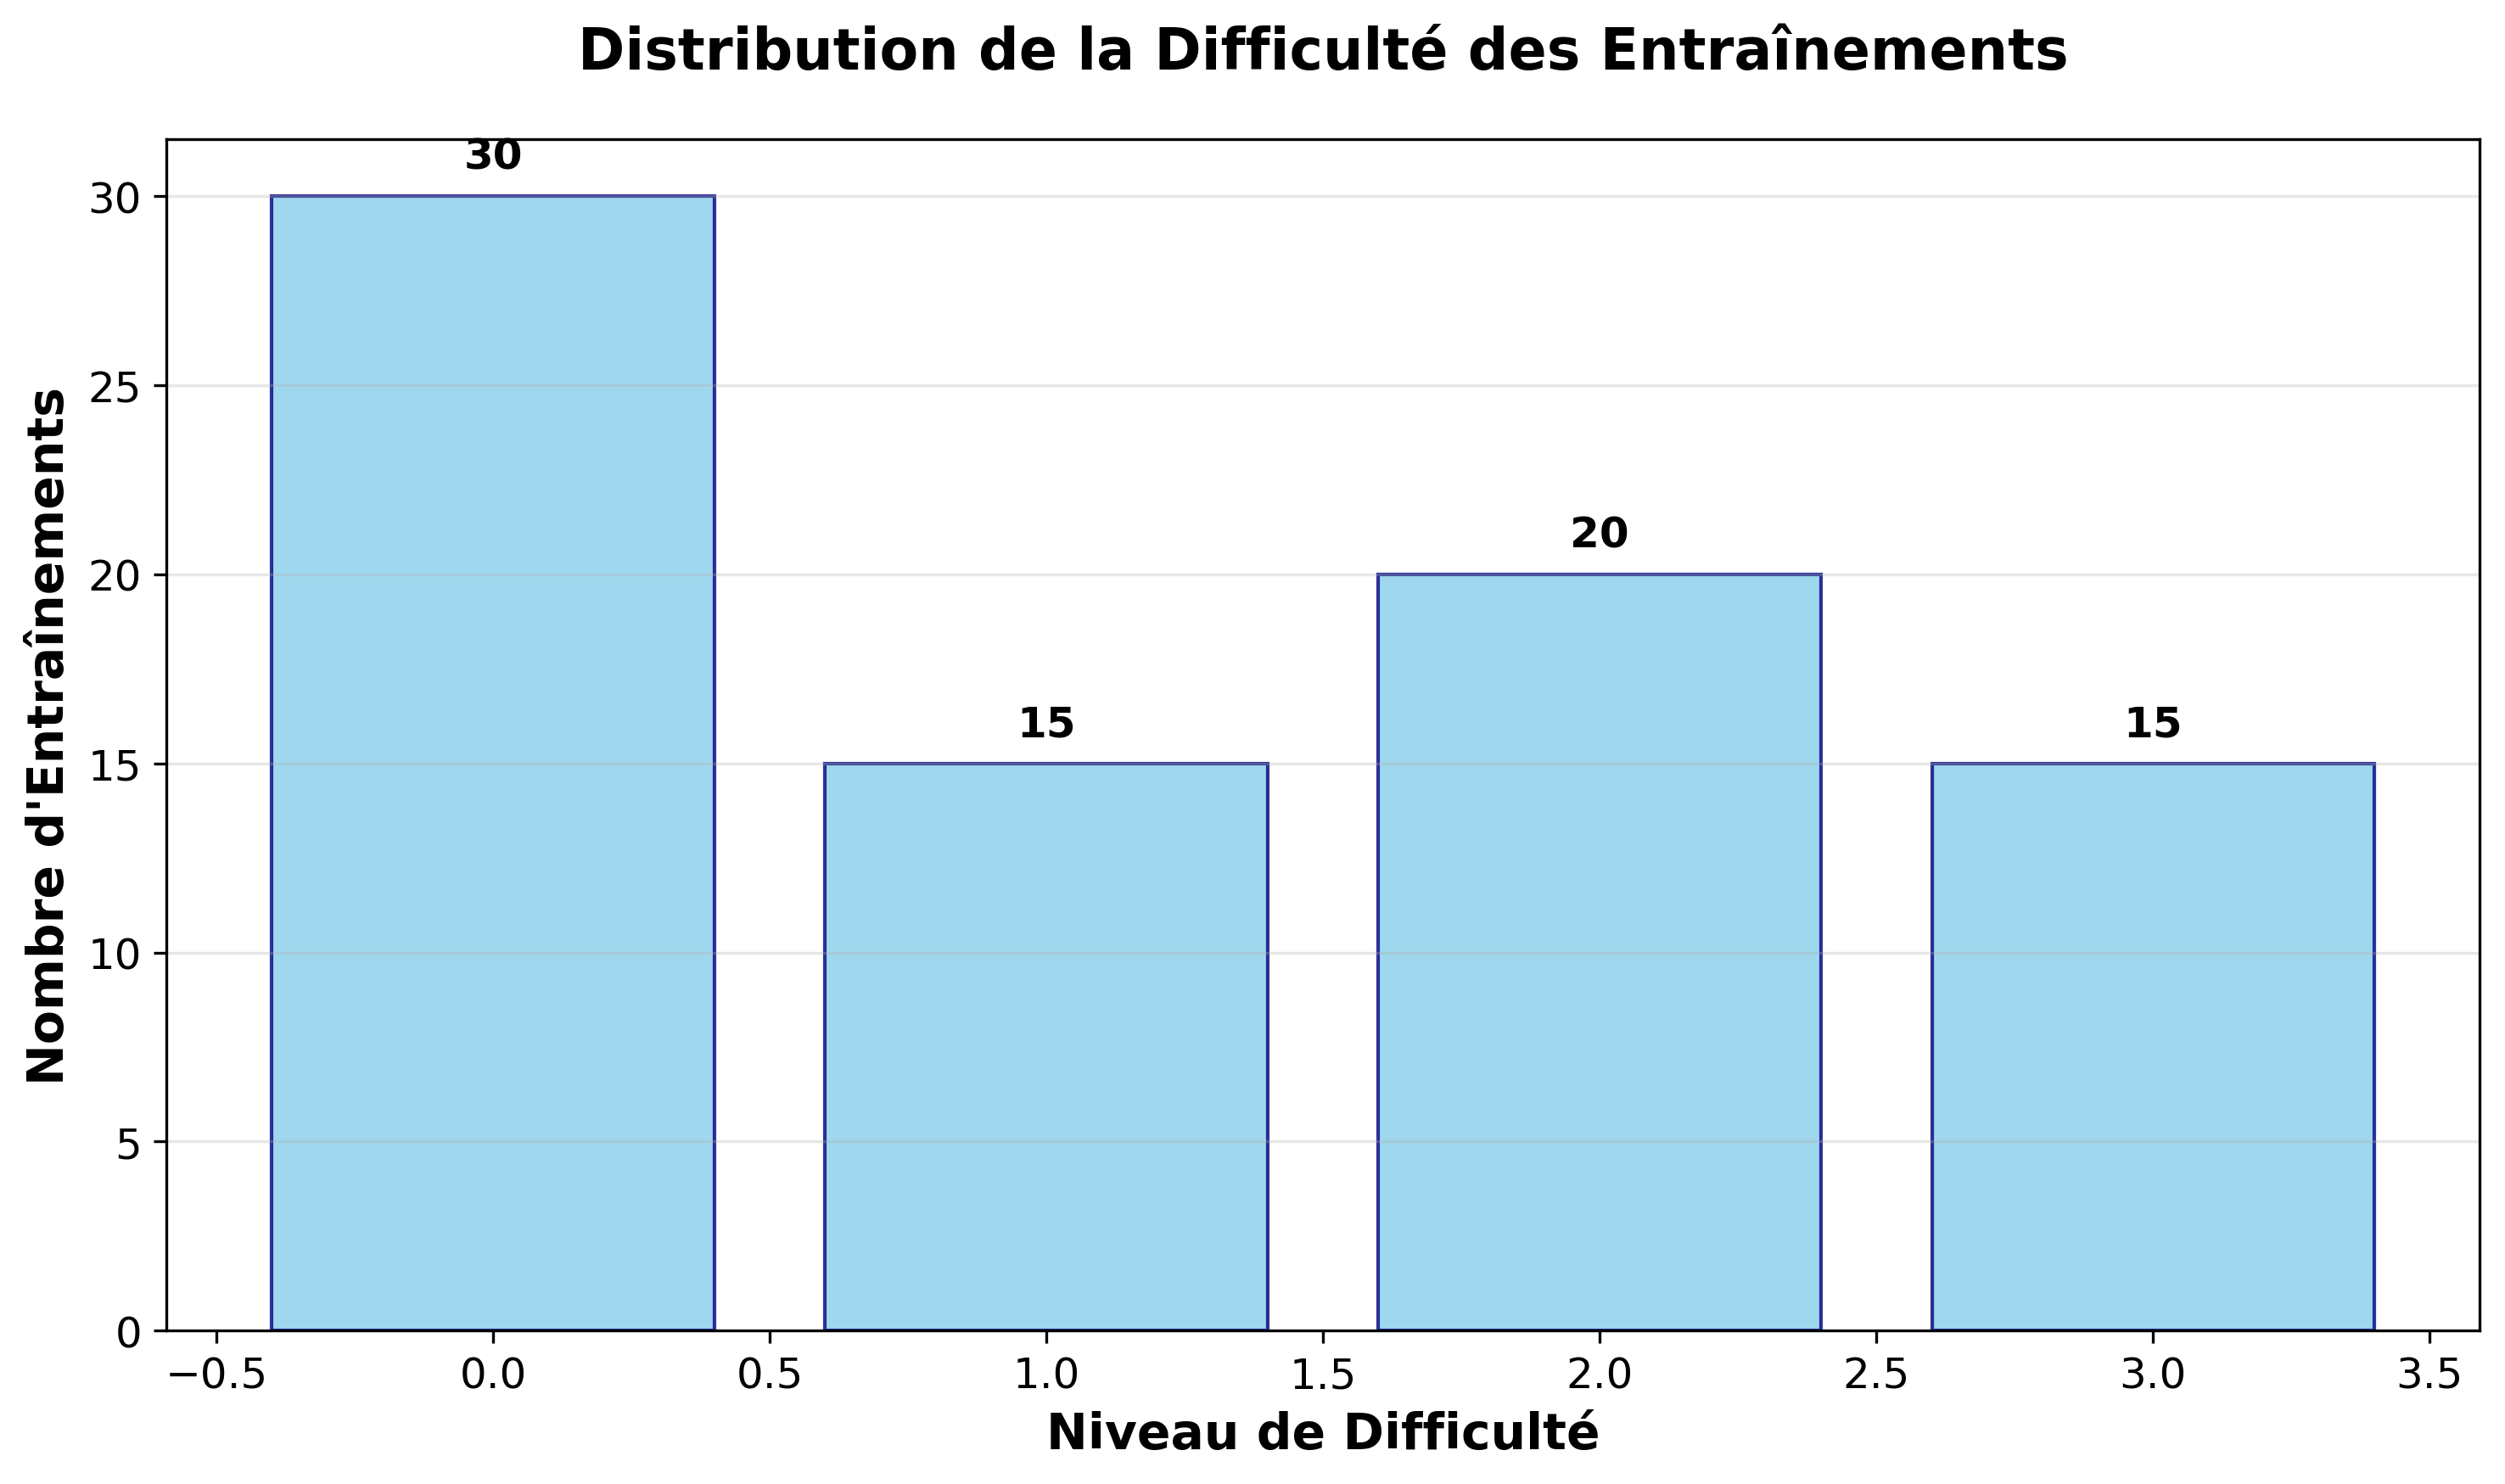 Distribution de la Difficulté des Entraînements
30
15
20
15
30
25
20
15
10
5
0
Nombre d'Entraînements
−0.5 0.0 0.5 1.0 1.5 2.0 2.5 3.0 3.5
Niveau de Difficulté